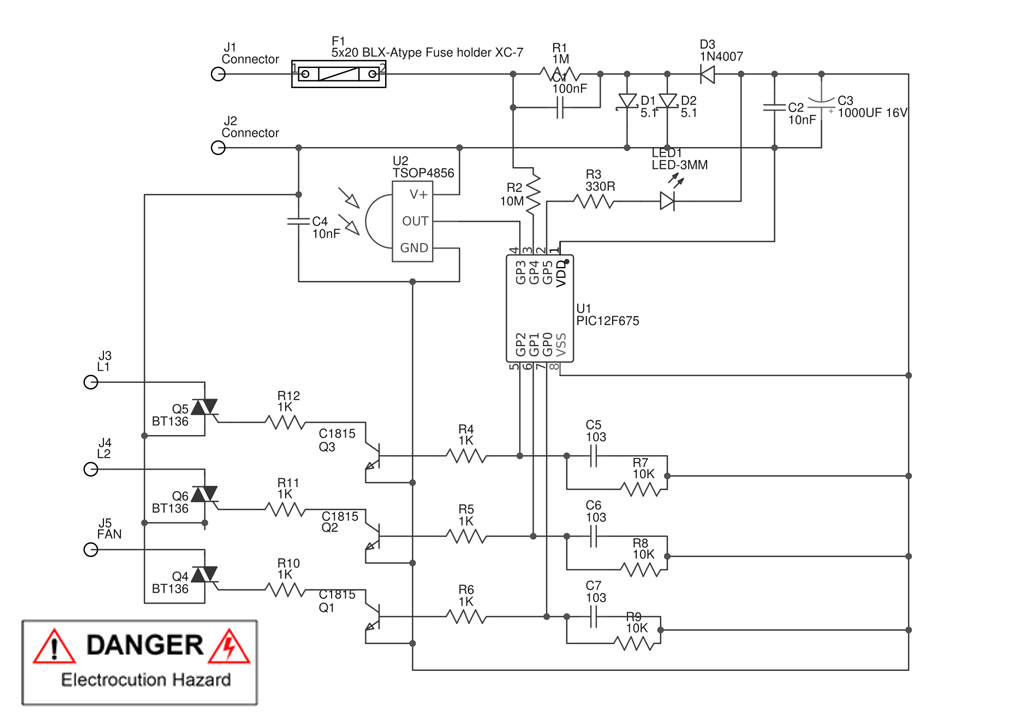 J1
Connector
F1
5x20 BLX-Atype Fuse holder XC-7
1
2
R1
1M
C1
100nF
D3
1N4007
D1
5.1
D2
5.1
C2
10nF
C3
1000UF 16V
+
J2
Connector
U2
TSOP4856
V+
OUT
GND
C4
10nF
R2
10M
R3
330R
LED1
LED-3MM
4
3
2
1
GP3
GP4
GP5
VDD
U1
PIC12F675
GP2
GP1
GP0
VSS
5
6
7
8
J3
L1
Q5
BT136
R12
1K
C1815
Q3
R4
1K
C5
103
R7
10K
J4
L2
Q6
BT136
R11
1K
C1815
Q2
R5
1K
C6
103
R8
10K
J5
FAN
Q4
BT136
R10
1K
C1815
Q1
R6
1K
C7
103
R9
10K
! DANGER
Electrocution Hazard